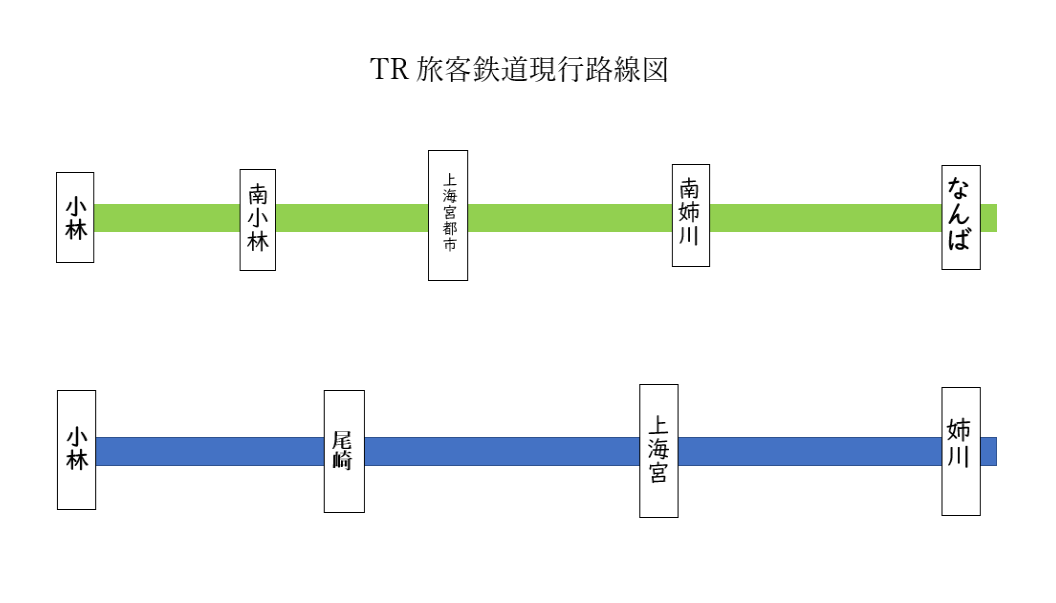 TR 旅客鉄道現行路線図
小林
南小林
上海宮都市
南姉川
なんば
小林
尾崎
上海宮
姉川